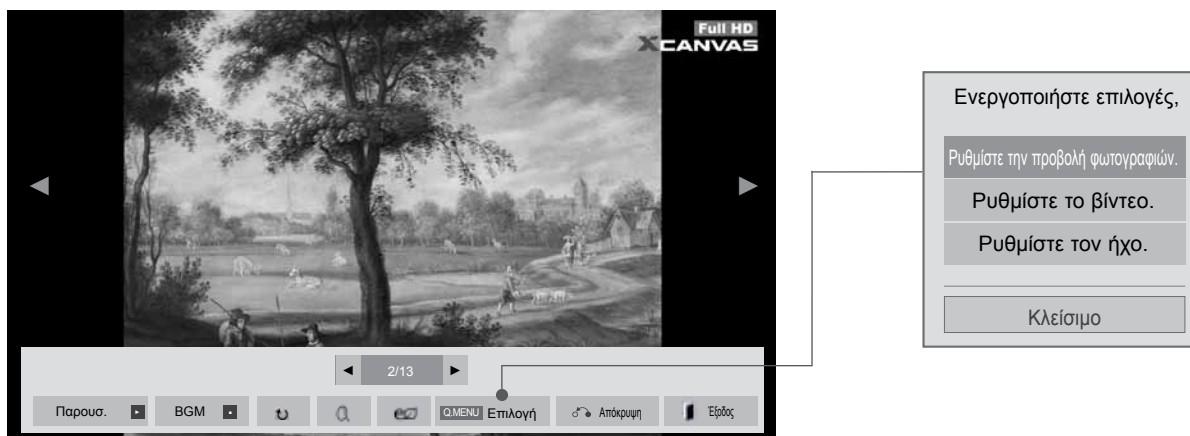 Full HD
XCANVAS
2/13
Παρουσ.
BGM
Q.MENU Επιλογή
Απόκρυψη
Έξοδος
Ενεργοποιήστε επιλογές,
Ρυθμίστε την προβολή φωτογραφιών.
Ρυθμίστε το βίντεο.
Ρυθμίστε τον ήχο.
Κλείσιμο